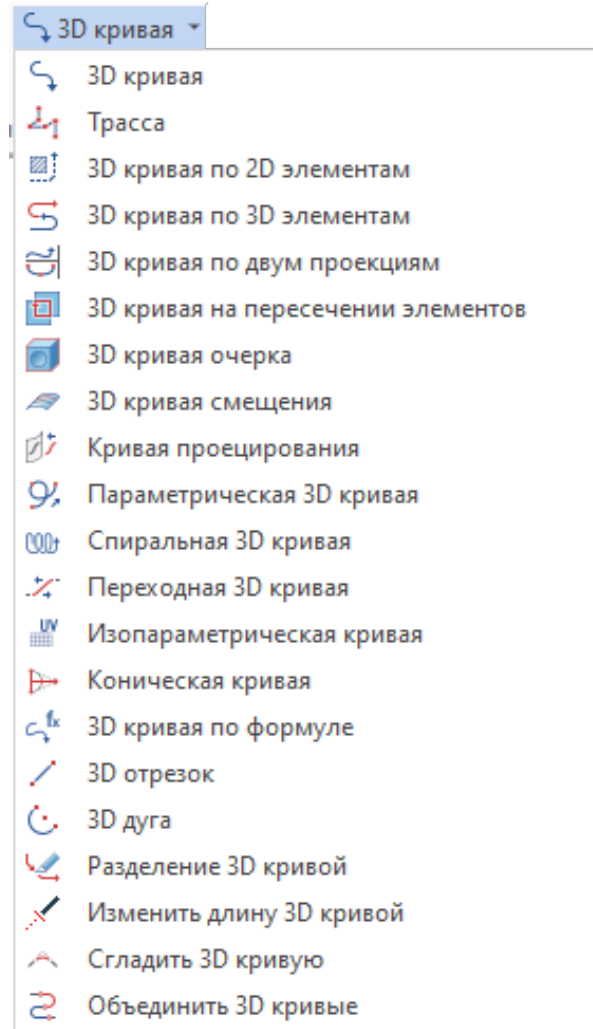 3D кривая
3D кривая
Трасса
3D кривая по 2D элементам
3D кривая по 3D элементам
3D кривая по двум проекциям
3D кривая на пересечении элементов
3D кривая очерка
3D кривая смещения
Кривая проецирования
Параметрическая 3D кривая
Спиральная 3D кривая
Переходная 3D кривая
UV
Изопараметрическая кривая
Коническая кривая
fx
3D кривая по формуле
3D отрезок
3D дуга
Разделение 3D кривой
Изменить длину 3D кривой
Сгладить 3D кривую
Объединить 3D кривые